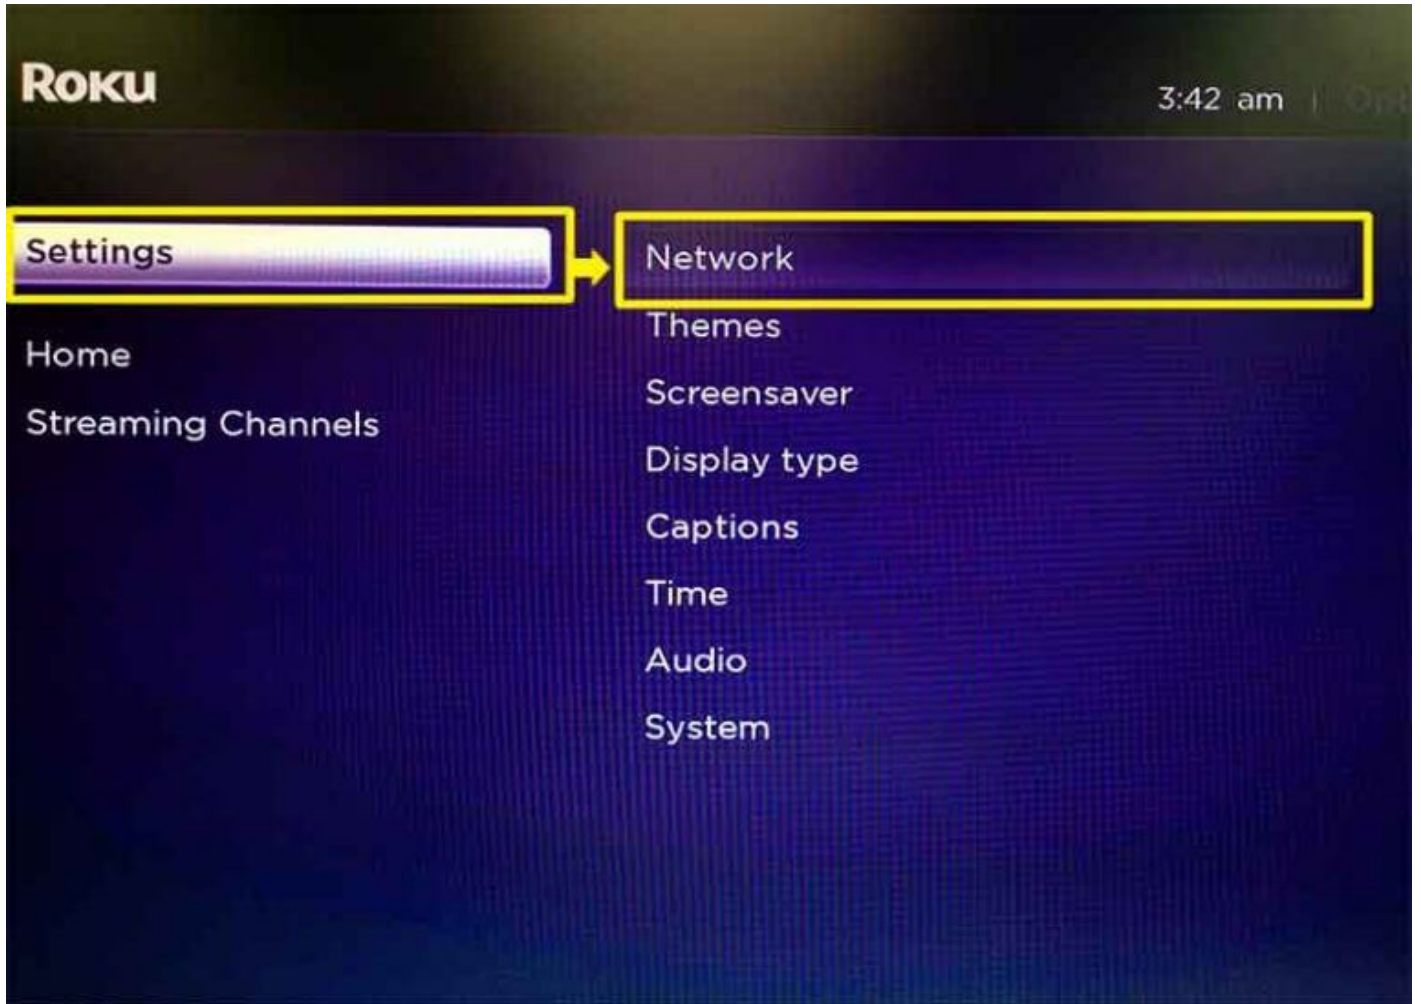 Roku
3:42 am |
Settings
Home
Streaming Channels
Network
Themes
Screensaver
Display type
Captions
Time
Audio
System